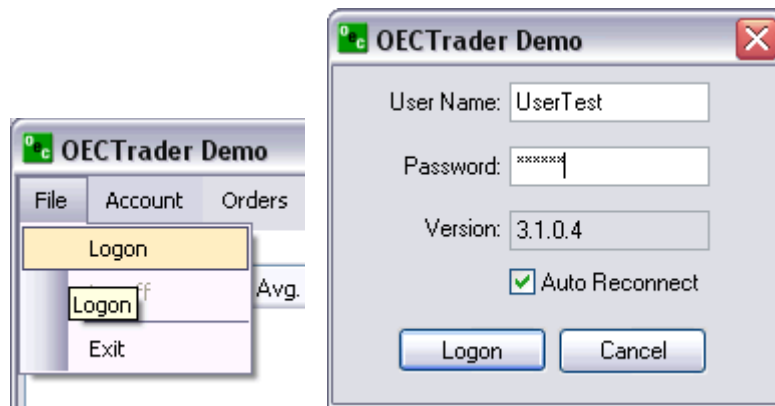 OECTrader Demo
File Account Orders
Logon
Logon
Avg.
Exit
OECTrader Demo
User Name: UserTest
Password: ******
Version: 3.1.0.4
Auto Reconnect
Logon Cancel